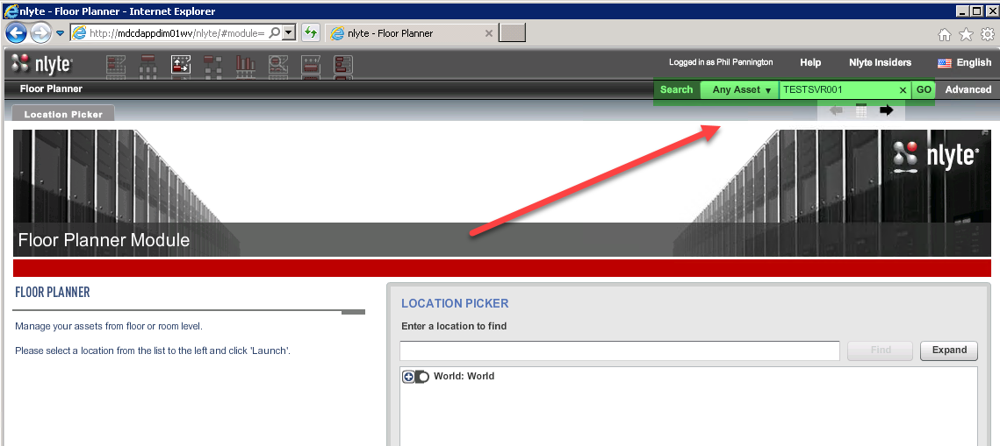 nlyte - Floor Planner - Internet Explorer
http://mdcdappdim01wv/nlyte/#module=
nlyte - Floor Planner
nlyte
Logged in as Phil Pennington
Help
Nlyte Insiders
English
Floor Planner
Search
Any Asset
TESTSVR001
GO
Advanced
Location Picker
nlyte
Floor Planner Module
FLOOR PLANNER
Manage your assets from floor or room level.
Please select a location from the list to the left and click 'Launch'.
LOCATION PICKER
Enter a location to find
Find
Expand
World: World